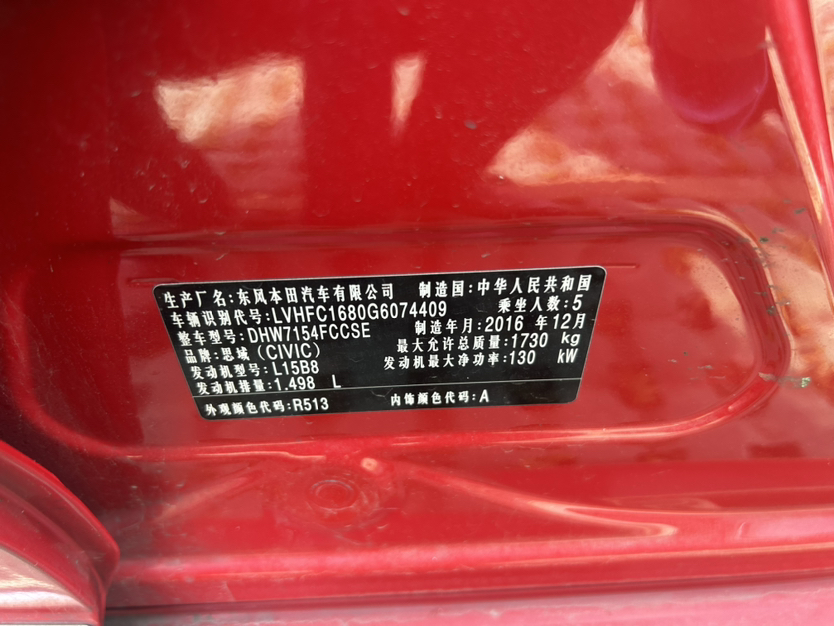 生产厂名:东风本田汽车有限公司 制造国:中华人民共和国
车辆识别代号:LVHFC1680G6074409 乘坐人数:5
整车型号:DHW7154FCCSE 制造年月:2016 年12月
品牌:思域(CIVIC) 最大允许总质量:1730 kg
发动机型号:L15B8 发动机最大净功率:130 kW
发动机排量:1.498 L
外观颜色代码:R513 内饰颜色代码:A